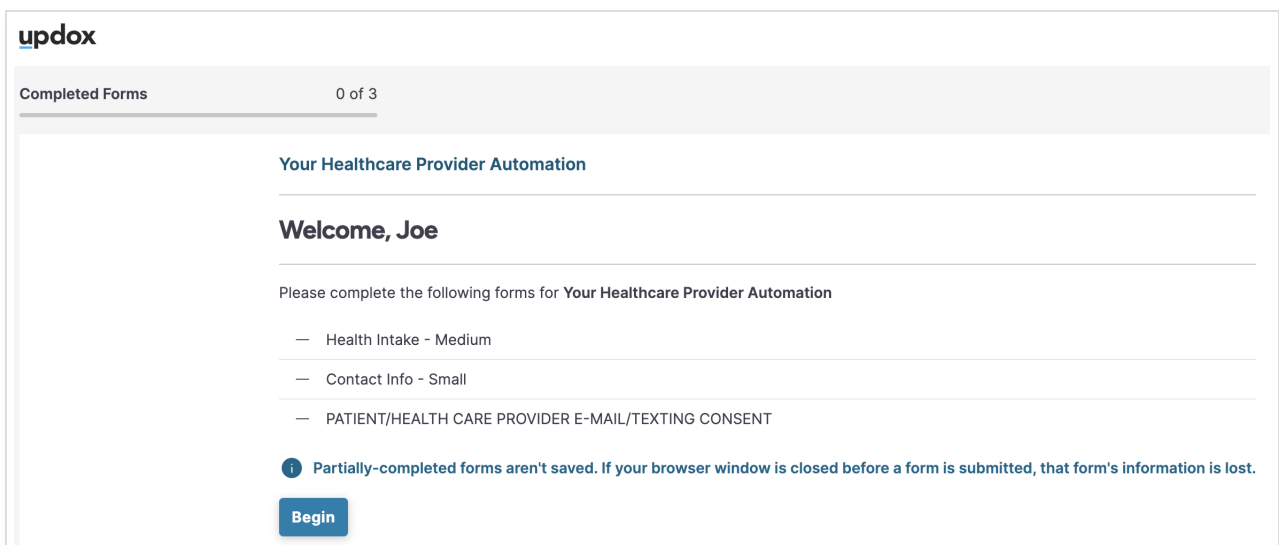 updox
Completed Forms 0 of 3
Your Healthcare Provider Automation
Welcome, Joe
Please complete the following forms for Your Healthcare Provider Automation
— Health Intake - Medium
— Contact Info - Small
— PATIENT/HEALTH CARE PROVIDER E-MAIL/TEXTING CONSENT
i Partially-completed forms aren't saved. If your browser window is closed before a form is submitted, that form's information is lost.
Begin